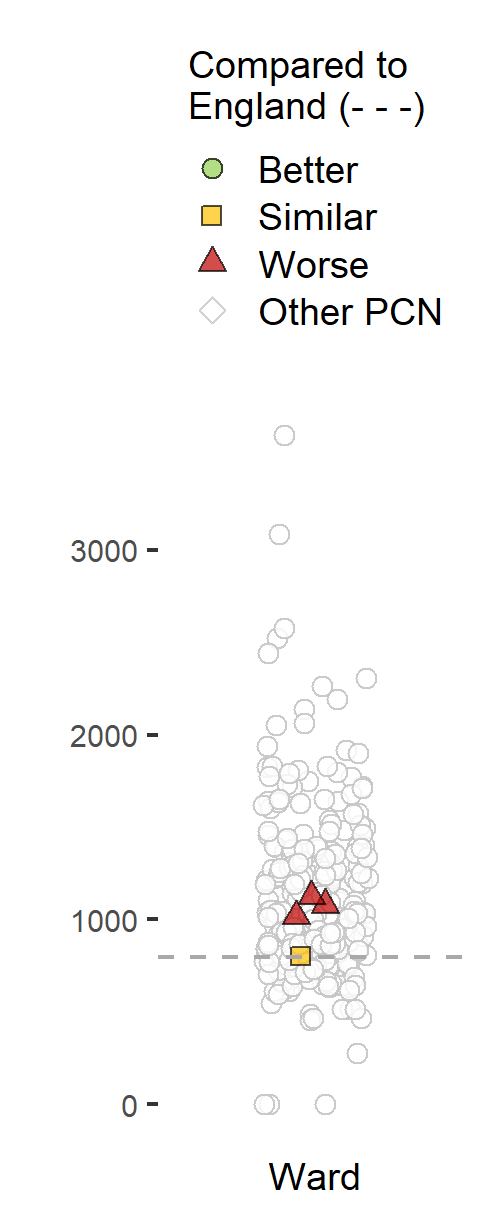 Compared to
England (- - -)
Better
Similar
Worse
Other PCN
3000
2000
1000
0
Ward